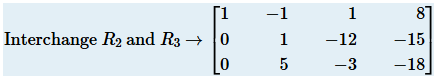 Interchange R₂ and R₃ → [1 -1 1 8
0 1 -12 -15
0 5 -3 -18]